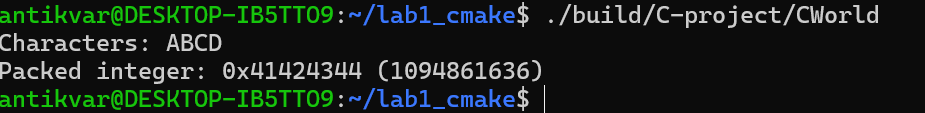 antikvar@DESKTOP-IB5TTO9:~/lab1_cmake$ ./build/C-project/CWorld
Characters: ABCD
Packed integer: 0x41424344 (1094861636)
antikvar@DESKTOP-IB5TTO9:~/lab1_cmake$